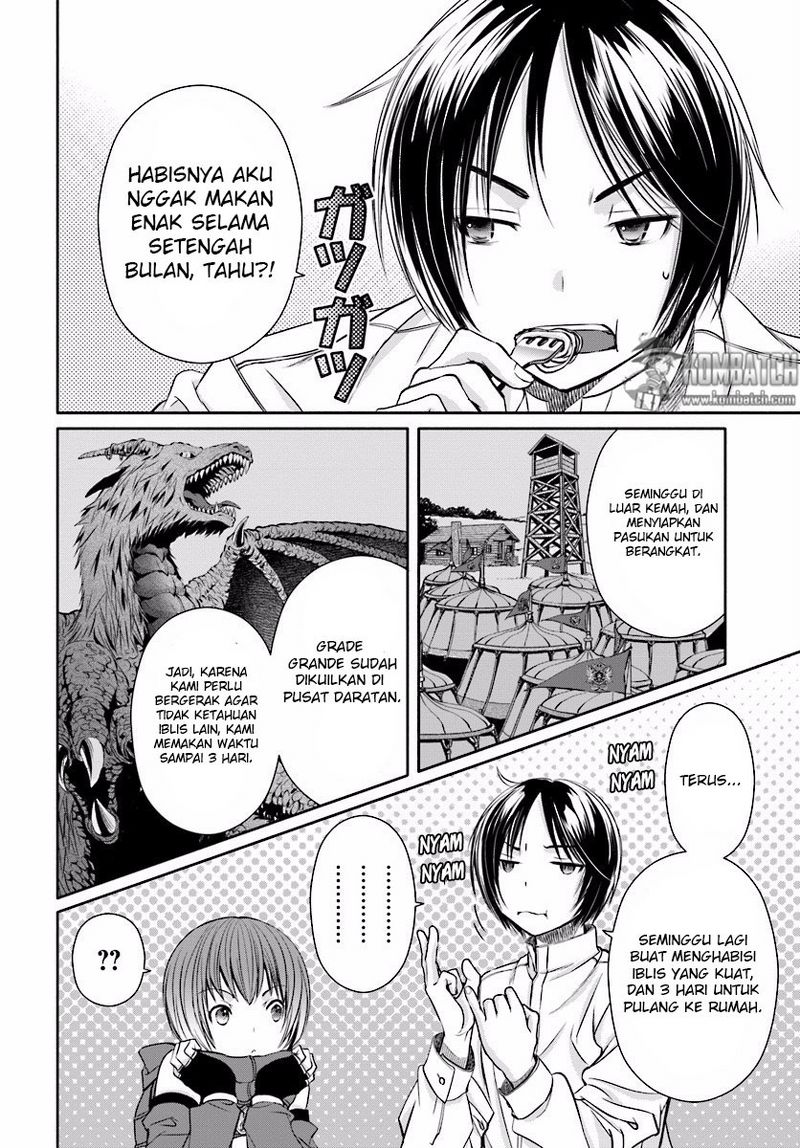 HABISNYA AKU
NGGAK MAKAN
ENAK SELAMA
SETENGAH
BULAN, TAHU?!
ガツガツ
KOMBATCH
www.kombatch.com
SEMINGGU DI
LUAR KEMAH, DAN
MENYIAPKAN
PASUKAN UNTUK
BERANGKAT.
GRADE
GRANDE SUDAH
DIKUILKAN DI
PUSAT DARATAN.
JADI, KARENA
KAMI PERLU
BERGERAK AGAR
TIDAK KETAHUAN
IBLIS LAIN, KAMI
MEMAKAN WAKTU
SAMPAI 3 HARI.
NYAM
NYAM
TERUS...
NYAM
NYAM
SEMINGGU LAGI
BUAT MENGHABISI
IBLIS YANG KUAT,
DAN 3 HARI UNTUK
PULANG KE RUMAH.
............
??